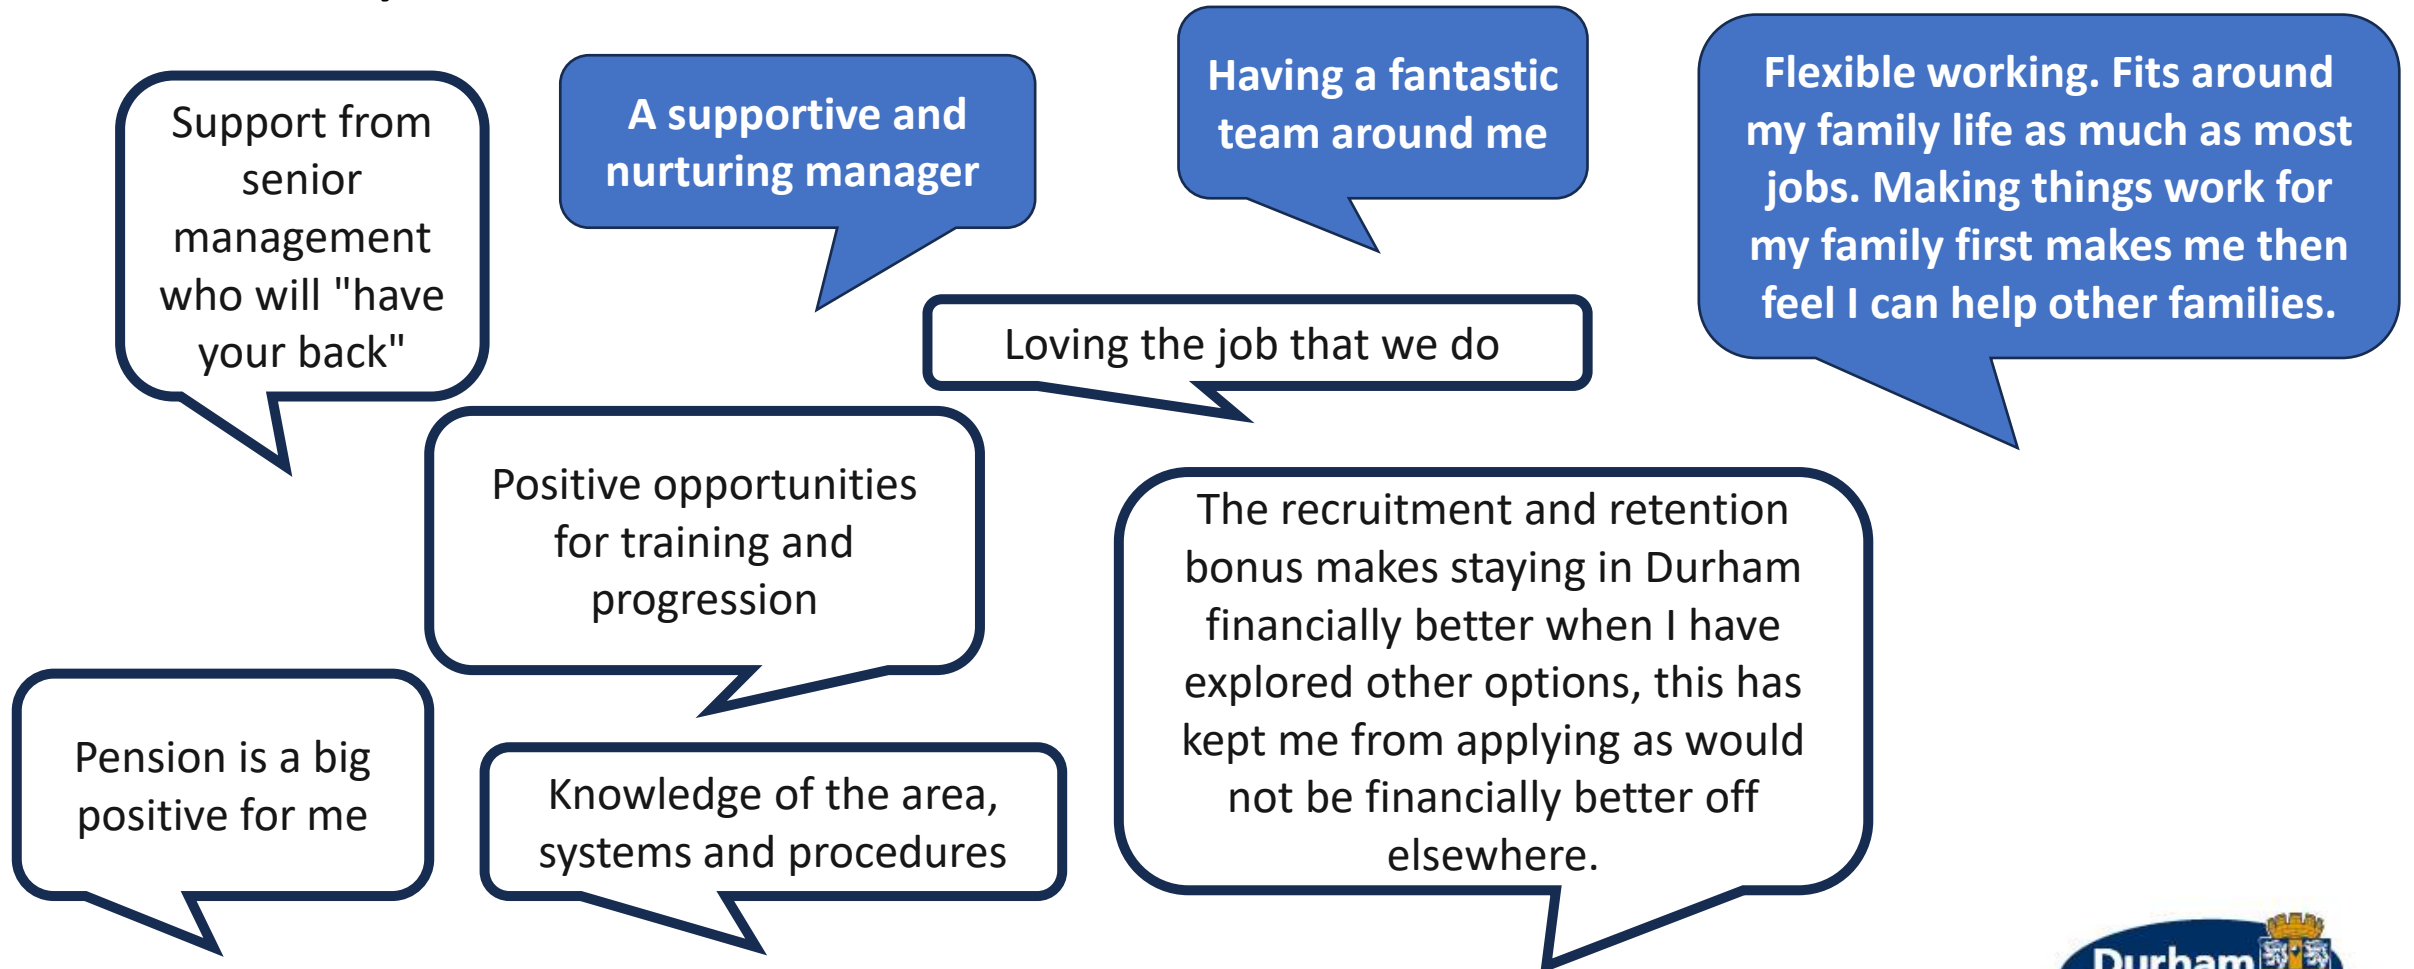 Support from
senior
management
who will "have
your back"
A supportive and
nurturing manager
Having a fantastic
team around me
Flexible working. Fits around
my family life as much as most
jobs. Making things work for
my family first makes me then
feel I can help other families.
Loving the job that we do
Positive opportunities
for training and
progression
The recruitment and retention
bonus makes staying in Durham
financially better when I have
explored other options, this has
kept me from applying as would
not be financially better off
elsewhere.
Pension is a big
positive for me
Knowledge of the area,
systems and procedures
Durham